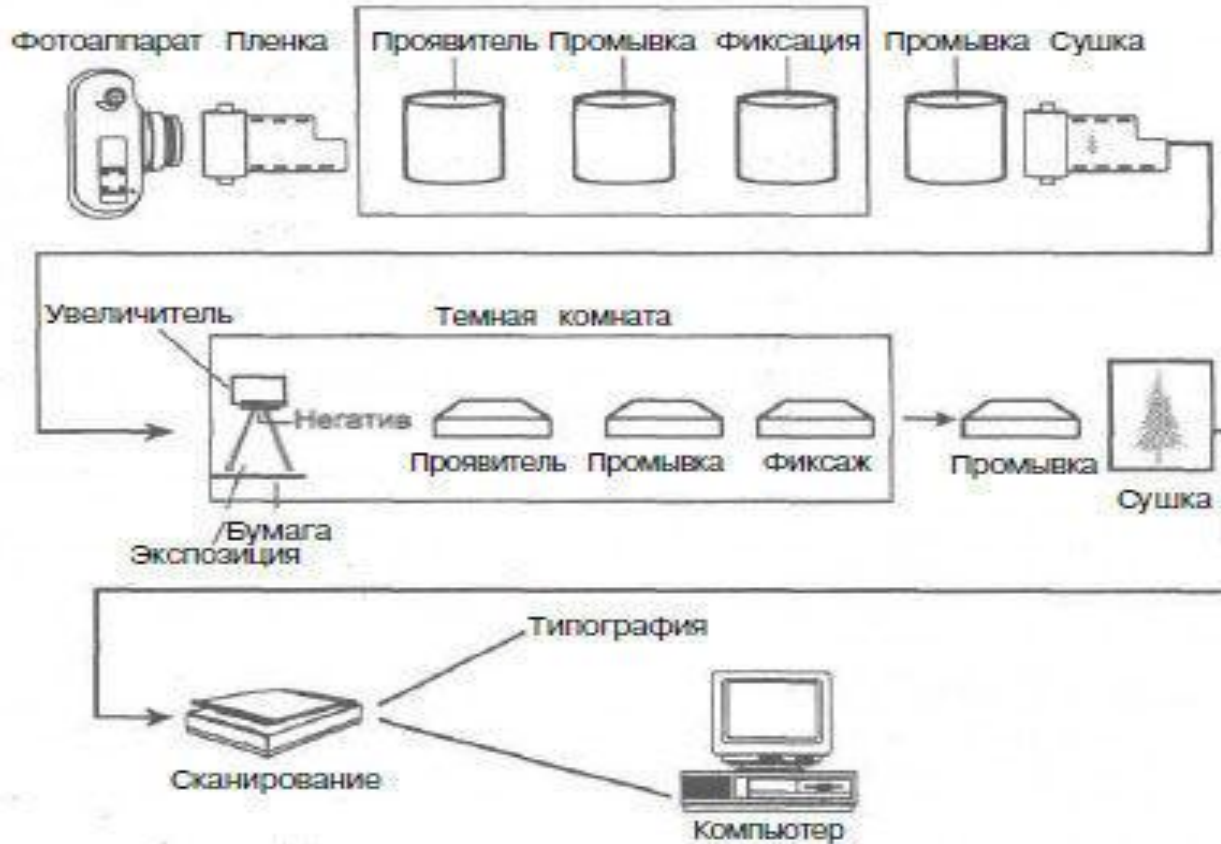 Фотоаппарат Пленка Проявитель Промывка Фиксация Промывка Сушка
Увеличитель
Темная комната
Негатив
Проявитель Промывка Фиксаж Промывка
Сушка
/Бумага
Экспозиция
Типография
Сканирование
Компьютер